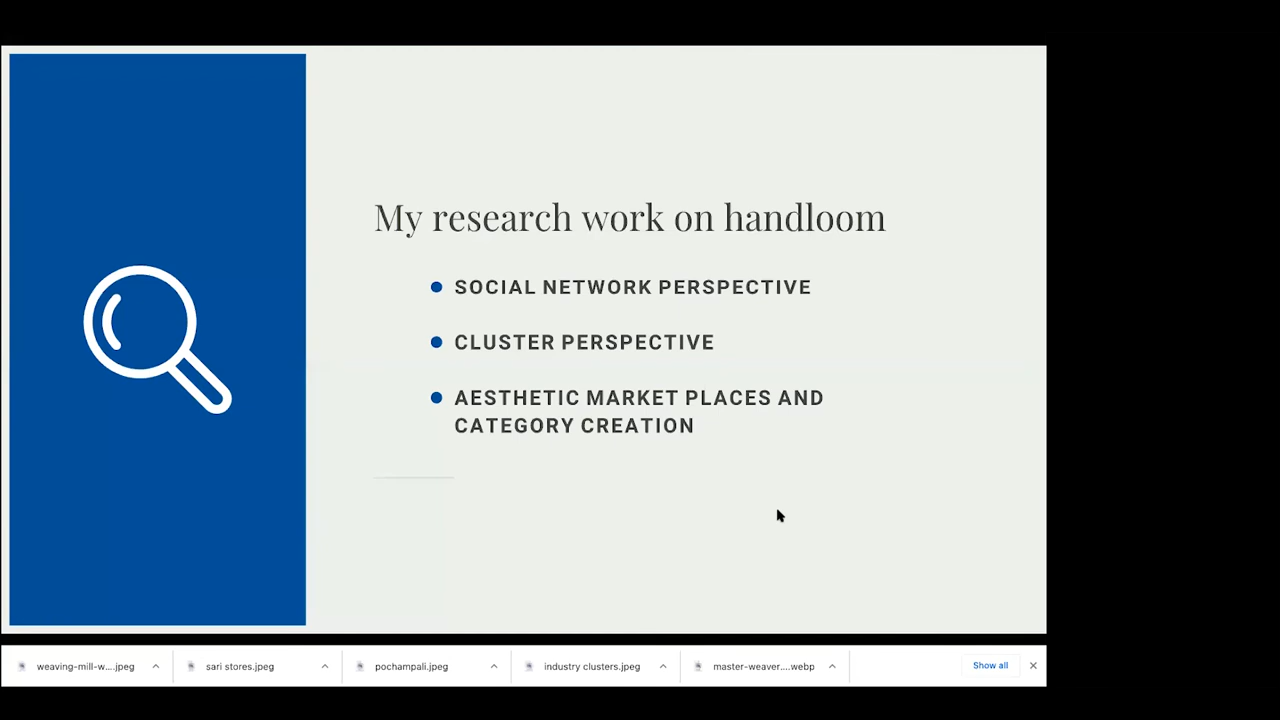 My research work on handloom
SOCIAL NETWORK PERSPECTIVE
CLUSTER PERSPECTIVE
AESTHETIC MARKET PLACES AND
CATEGORY CREATION
weaving-mill-w....jpeg
sari stores.jpeg
pochampali.jpeg
industry clusters.jpeg
master-weaver....webp
Show all